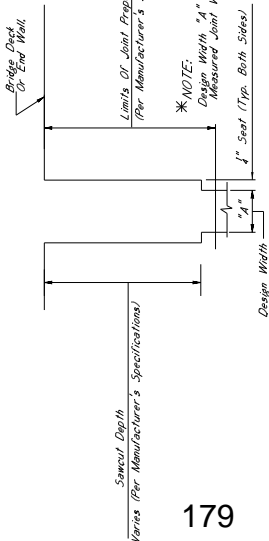 Bridge Deck
Or End Wall.
Limits Of Joint Prep
(Per Manufacturer's
* NOTE:
Design Width "A"
Measured Joint
1/4" Seat (Typ. Both Sides)
"A"
Design Width
Sawcut Depth
Varies (Per Manufacturer's Specifications)
179